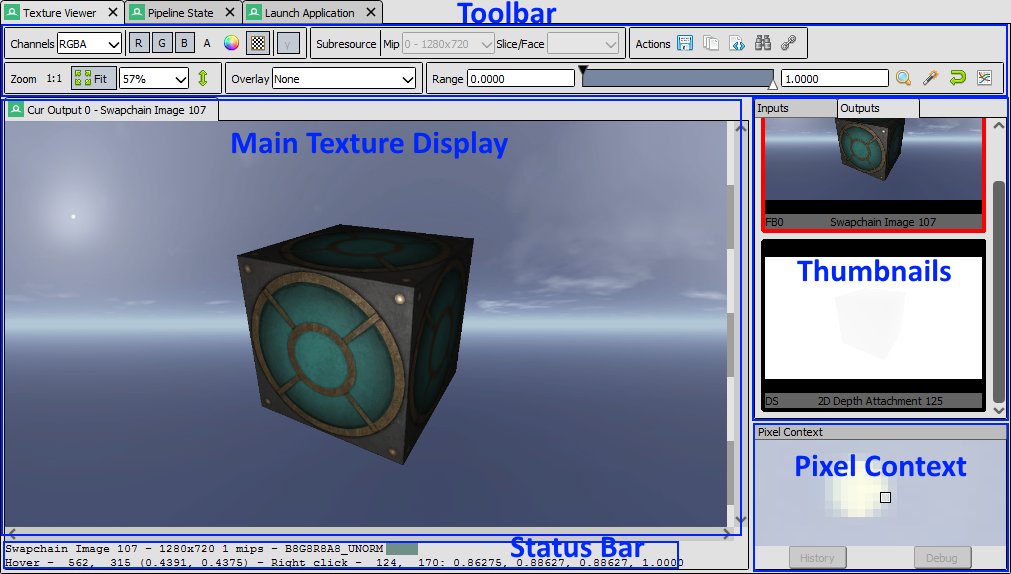 Texture Viewer Pipeline State Launch Application
Toolbar
Channels RGBA R G B A γ Subresource Mip 0 - 1280x720 Slice/Face Actions
Zoom 1:1 Fit 57% Overlay None Range 0.0000 1.0000
Cur Output 0 - Swapchain Image 107
Inputs Outputs
Main Texture Display
FB0 Swapchain Image 107
Thumbnails
DS 2D Depth Attachment 125
Pixel Context
Pixel Context
History Debug
Status Bar
Swapchain Image 107 - 1280x720 1 mips - B8G8R8A8_UNORM
Hover - 562, 315 (0.4391, 0.4375) - Right click - 124, 170: 0.86275, 0.88627, 0.88627, 1.0000